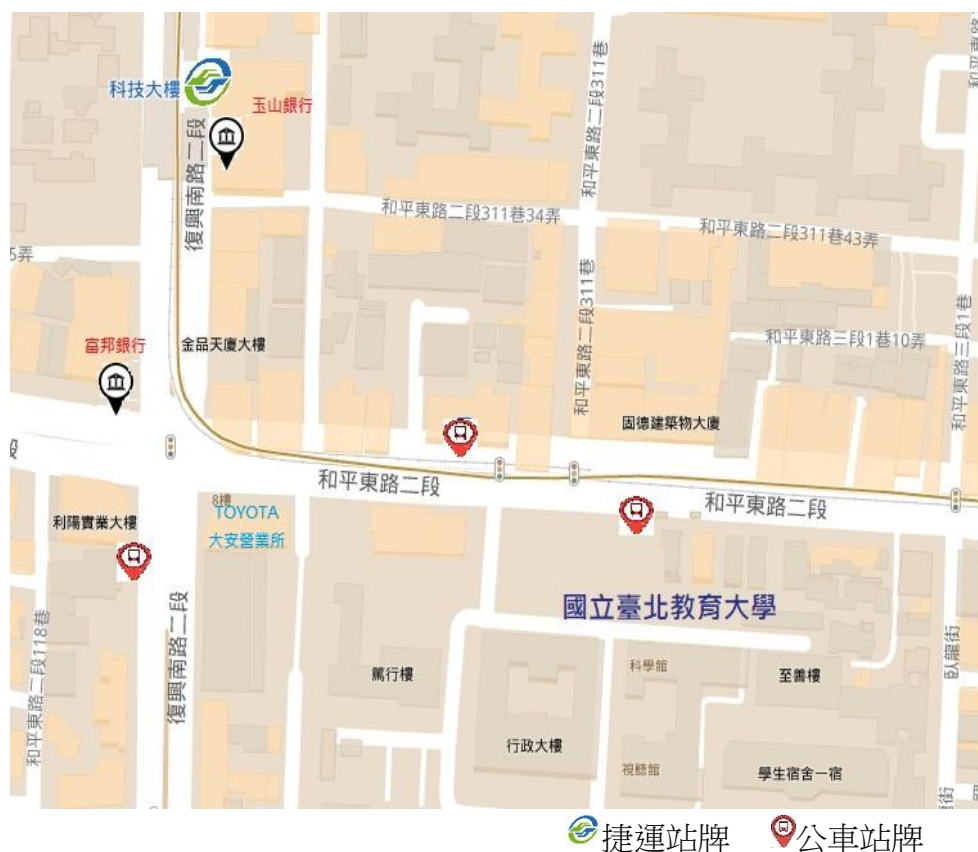 科技大樓
玉山銀行
復興南路二段
和平東路二段311巷
和平東路二段311巷34弄
和平東路二段311巷43弄
5弄
富邦銀行
金品天廈大樓
和平東路二段311巷
和平東路三段1巷10弄
和平東路三段1巷
固德建築物大廈
段
和平東路二段
和平東路二段
8樓
TOYOTA
大安營業所
利陽實業大樓
國立臺北教育大學
復興南路二段
和平東路二段118巷
臥龍街
篤行樓
科學館
至善樓
行政大樓
視聽館
學生宿舍一宿
捷運站牌
公車站牌